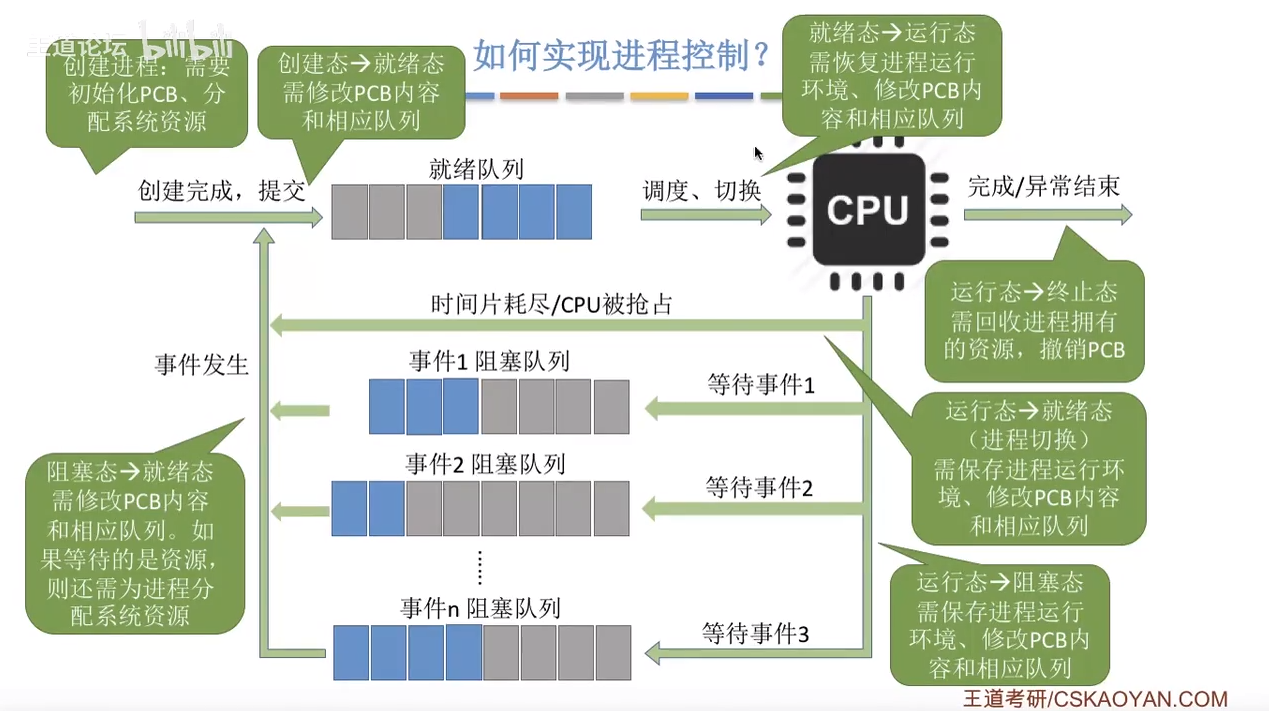 王道论坛 bilibili
如何实现进程控制？
创建进程：需要
初始化PCB、分
配系统资源
创建态→就绪态
需修改PCB内容
和相应队列
就绪态→运行态
需恢复进程运行
环境、修改PCB内
容和相应队列
创建完成，提交
就绪队列
调度、切换
CPU
完成/异常结束
运行态→终止态
需回收进程拥有
的资源，撤销PCB
时间片耗尽/CPU被抢占
事件发生
事件1 阻塞队列
等待事件1
运行态→就绪态
（进程切换）
需保存进程运行环
境、修改PCB内容
和相应队列
阻塞态→就绪态
需修改PCB内容
和相应队列。如
果等待的是资源，
则还需为进程分
配系统资源
事件2 阻塞队列
等待事件2
······
运行态→阻塞态
需保存进程运行
环境、修改PCB内
容和相应队列
事件n 阻塞队列
等待事件3
王道考研/CSKAOYAN.COM